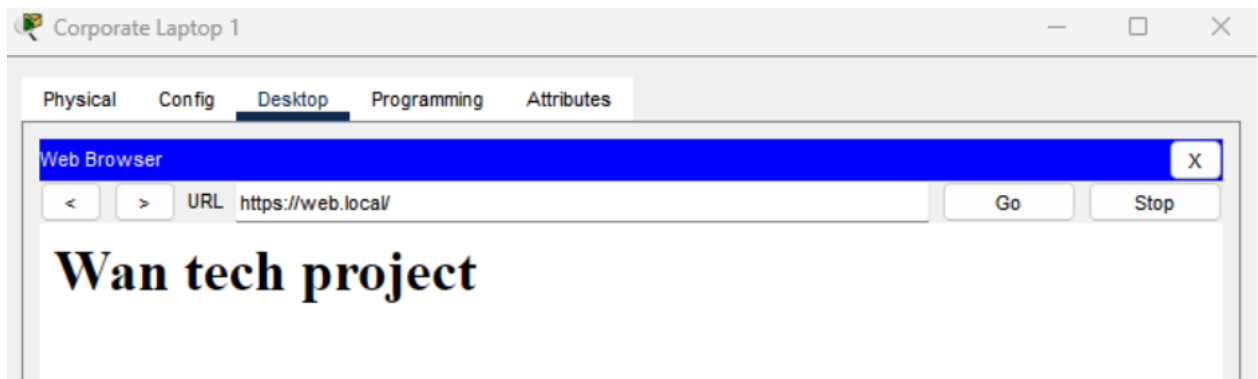 Corporate Laptop 1
Physical Config Desktop Programming Attributes
Web Browser X
< > URL https://web.local/ Go Stop
Wan tech project